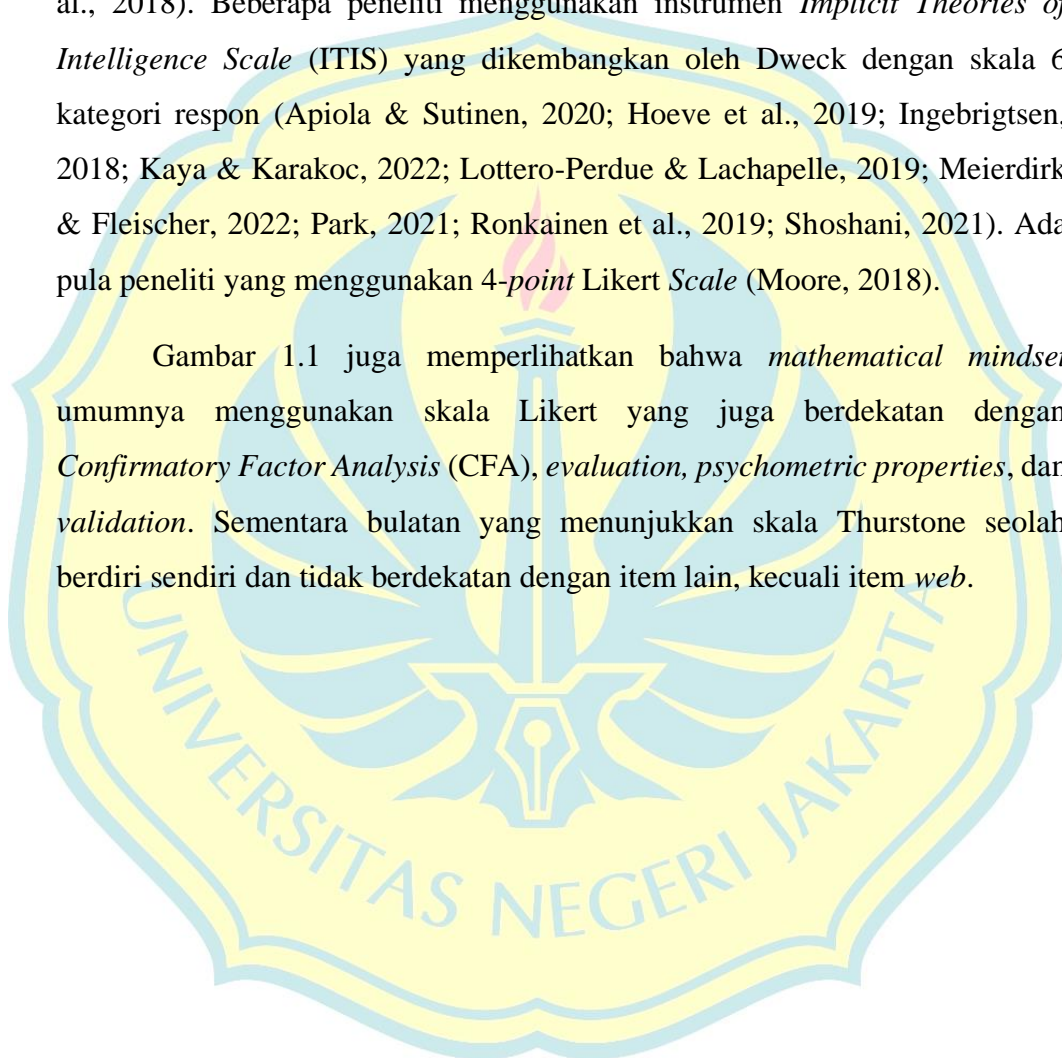 al., 2018). Beberapa peneliti menggunakan instrumen Implicit Theories of
Intelligence Scale (ITIS) yang dikembangkan oleh Dweck dengan skala 6
kategori respon (Apiola & Sutinen, 2020; Hoeve et al., 2019; Ingebrigtsen,
2018; Kaya & Karakoc, 2022; Lottero-Perdue & Lachapelle, 2019; Meierdirk
& Fleischer, 2022; Park, 2021; Ronkainen et al., 2019; Shoshani, 2021). Ada
pula peneliti yang menggunakan 4-point Likert Scale (Moore, 2018).
Gambar 1.1 juga memperlihatkan bahwa mathematical mindset
umumnya menggunakan skala Likert yang juga berdekatan dengan
Confirmatory Factor Analysis (CFA), evaluation, psychometric properties, dan
validation. Sementara bulatan yang menunjukkan skala Thurstone seolah
berdiri sendiri dan tidak berdekatan dengan item lain, kecuali item web.
UNIVERSITAS NEGERI JAKARTA